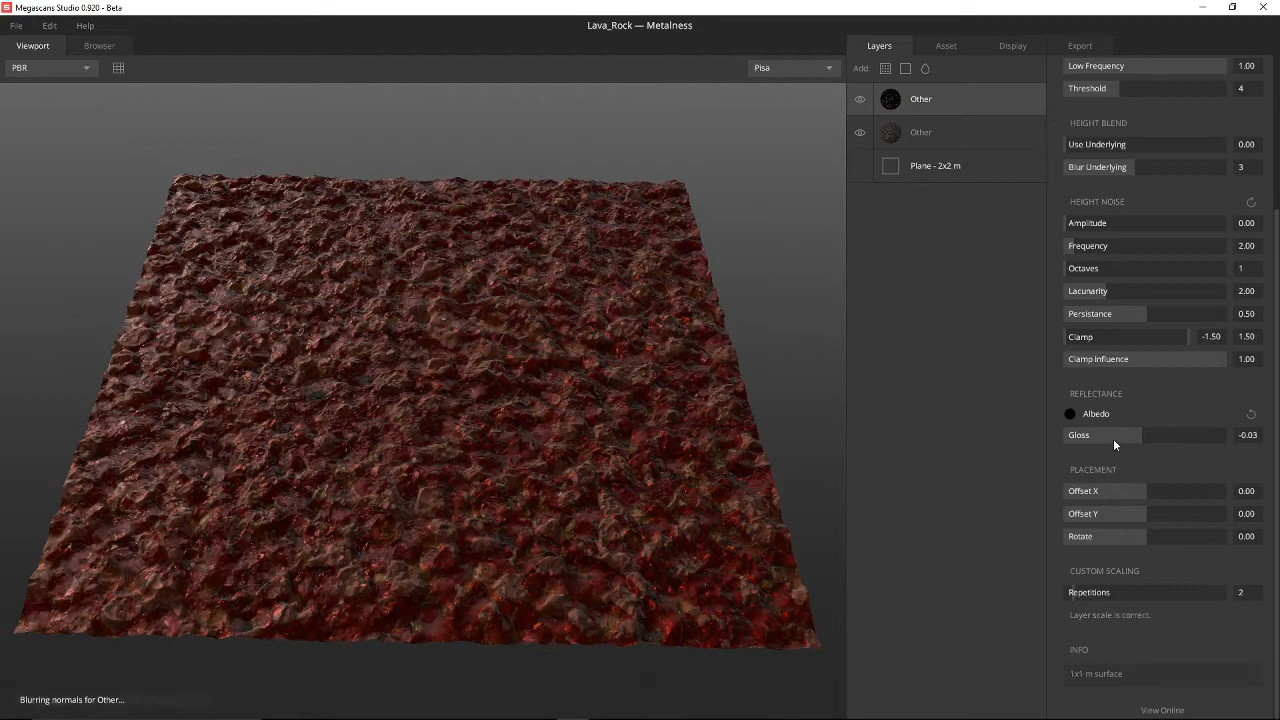 Megascans Studio 0.920 - Beta
File Edit Help
Lava_Rock — Metalness
Viewport Browser
Layers Asset Display Export
PBR
Pisa
Add:
Other
Other
Plane - 2x2 m
Low Frequency 1.00
Threshold 4
HEIGHT BLEND
Use Underlying 0.00
Blur Underlying 3
HEIGHT NOISE
Amplitude 0.00
Frequency 2.00
Octaves 1
Lacunarity 2.00
Persistance 0.50
Clamp -1.50 1.50
Clamp Influence 1.00
REFLECTANCE
Albedo
Gloss -0.03
PLACEMENT
Offset X 0.00
Offset Y 0.00
Rotate 0.00
CUSTOM SCALING
Repetitions 2
Layer scale is correct.
INFO
1x1 m surface
View Online
Blurring normals for Other...